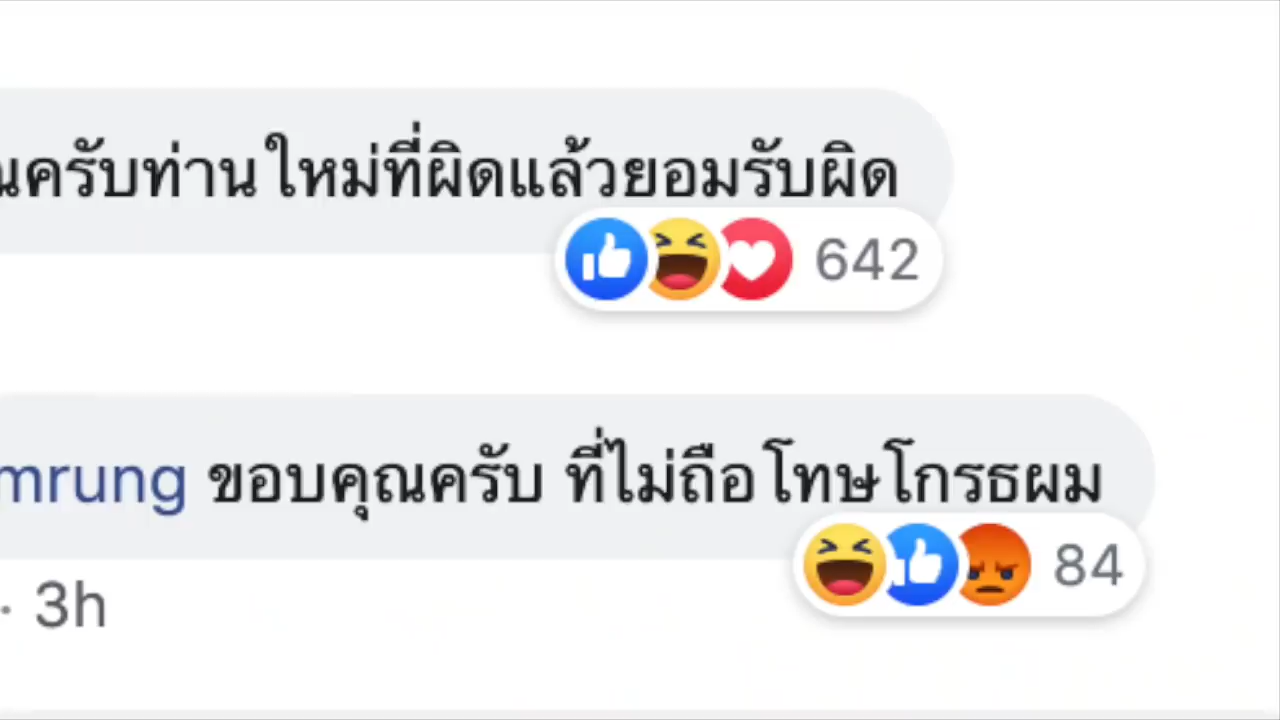 ครับท่านใหม่ที่ผิดแล้วยอมรับผิด
642
mrung ขอบคุณครับ ที่ไม่ถือโทษโกรธผม
84
· 3h